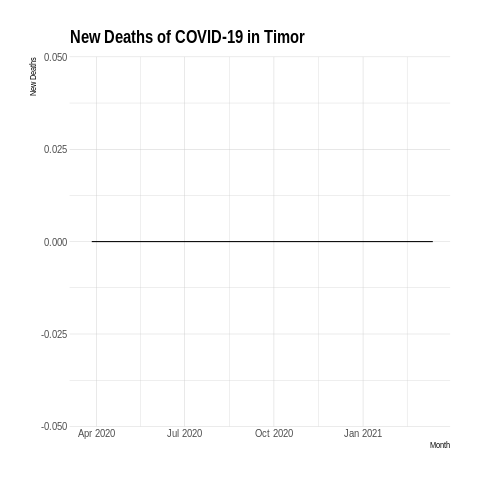 New Deaths of COVID-19 in Timor
New Deaths
0.050
0.025
0.000
-0.025
-0.050
Apr 2020 Jul 2020 Oct 2020 Jan 2021
Month